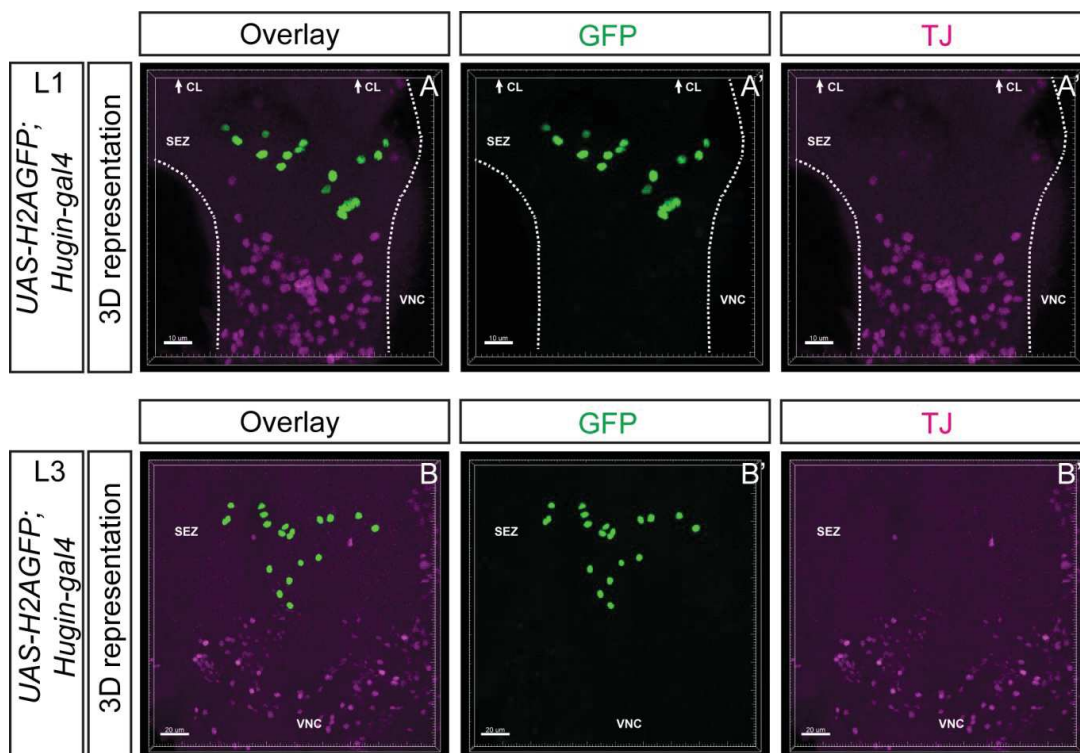 Overlay
GFP
TJ
L1
UAS-H2AGFP;
Hugin-gal4
3D representation
CL
CL
A
SEZ
VNC
10 um
CL
CL
A'
SEZ
VNC
10 um
CL
CL
A'
SEZ
VNC
10 um
Overlay
GFP
TJ
L3
UAS-H2AGFP;
Hugin-gal4
3D representation
B
SEZ
VNC
20 um
B'
SEZ
VNC
20 um
B'
SEZ
VNC
20 um